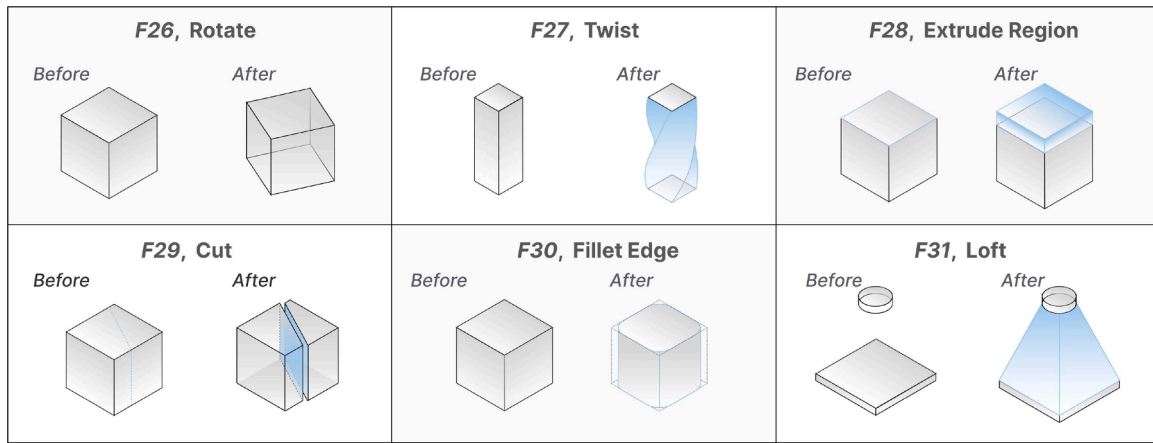 F26, Rotate
Before After
F27, Twist
Before After
F28, Extrude Region
Before After
F29, Cut
Before After
F30, Fillet Edge
Before After
F31, Loft
Before After